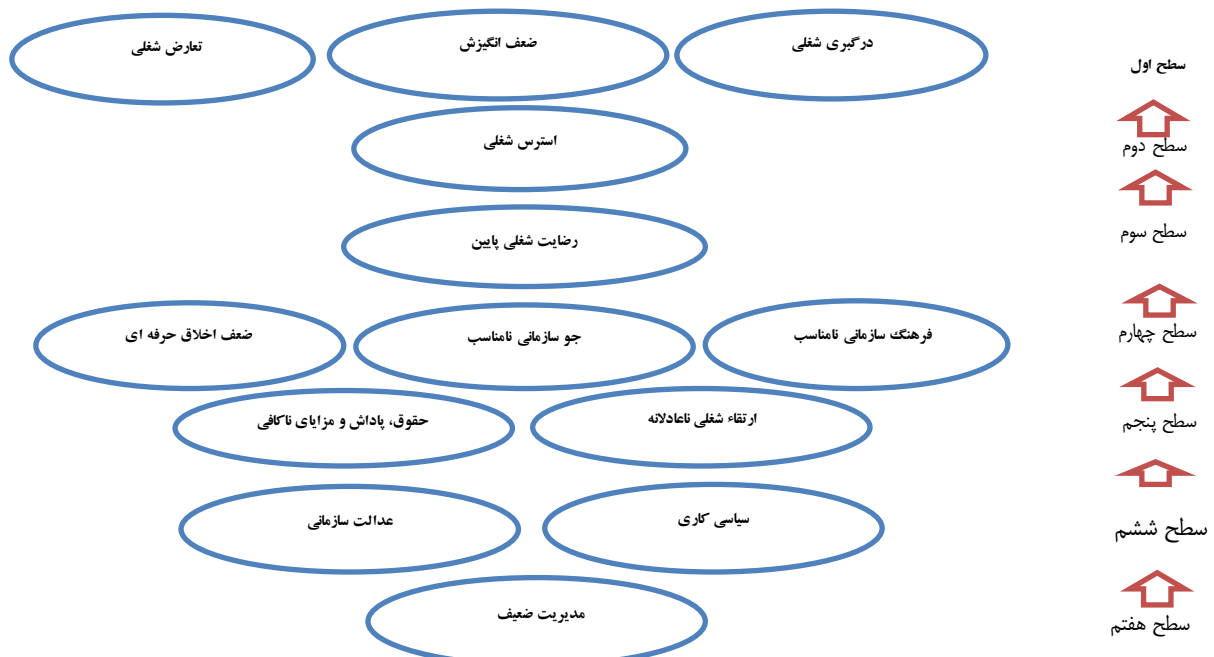 درگیری شغلی
ضعف انگیزش
تعارض شغلی
سطح اول
استرس شغلی
سطح دوم
رضایت شغلی پایین
سطح سوم
فرهنگ سازمانی نامناسب
جو سازمانی نامناسب
ضعف اخلاق حرفه ای
سطح چهارم
ارتقاء شغلی ناعادلانه
حقوق، پاداش و مزایای ناکافی
سطح پنجم
سیاسی کاری
عدالت سازمانی
سطح ششم
مدیریت ضعیف
سطح هفتم